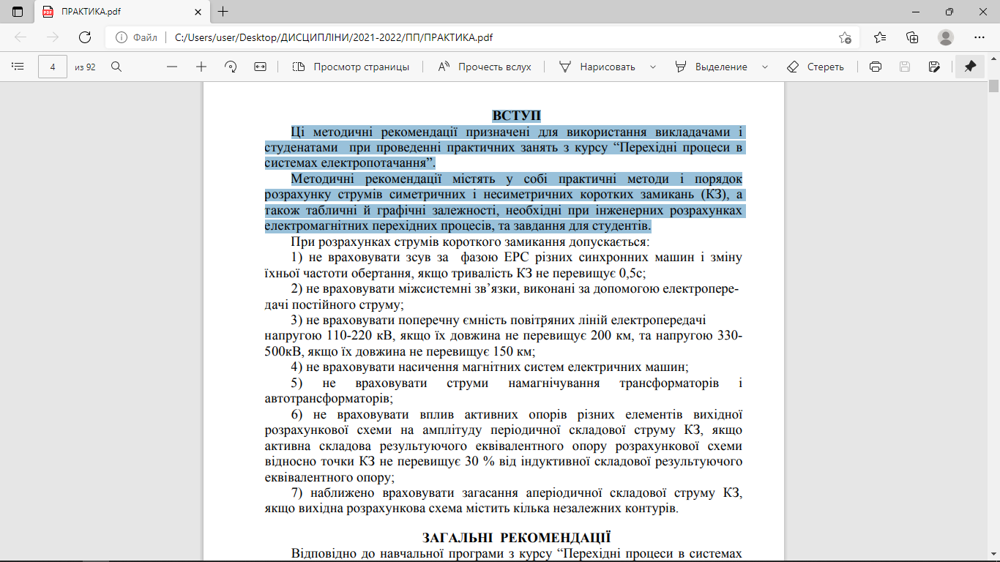 ПРАКТИКА.pdf
Файл C:/Users/user/Desktop/ДИСЦИПЛІНИ/2021-2022/ПП/ПРАКТИКА.pdf
4 из 92 Просмотр страницы Прочесть вслух Нарисовать Выделение Стереть
ВСТУП
Ці методичні рекомендації призначені для використання викладачами і
студенатами при проведенні практичних занять з курсу “Перехідні процеси в
системах електропотачання”.
Методичні рекомендації містять у собі практичні методи і порядок
розрахунку струмів симетричних і несиметричних коротких замикань (КЗ), а
також табличні й графічні залежності, необхідні при інженерних розрахунках
електромагнітних перехідних процесів, та завдання для студентів.
При розрахунках струмів короткого замикання допускається:
1) не враховувати зсув за фазою ЕРС різних синхронних машин і зміну
їхньої частоти обертання, якщо тривалість КЗ не перевищує 0,5с;
2) не враховувати міжсистемні зв’язки, виконані за допомогою електропере-
дачі постійного струму;
3) не враховувати поперечну ємність повітряних ліній електропередачі
напругою 110-220 кВ, якщо їх довжина не перевищує 200 км, та напругою 330-
500кВ, якщо їх довжина не перевищує 150 км;
4) не враховувати насичення магнітних систем електричних машин;
5) не враховувати струми намагнічування трансформаторів і
автотрансформаторів;
6) не враховувати вплив активних опорів різних елементів вихідної
розрахункової схеми на амплітуду періодичної складової струму КЗ, якщо
активна складова результуючого еквівалентного опору розрахункової схеми
відносно точки КЗ не перевищує 30 % від індуктивної складової результуючого
еквівалентного опору;
7) наближено враховувати загасання аперіодичної складової струму КЗ,
якщо вихідна розрахункова схема містить кілька незалежних контурів.
ЗАГАЛЬНІ РЕКОМЕНДАЦІЇ
Відповідно до навчальної програми з курсу “Перехідні процеси в системах